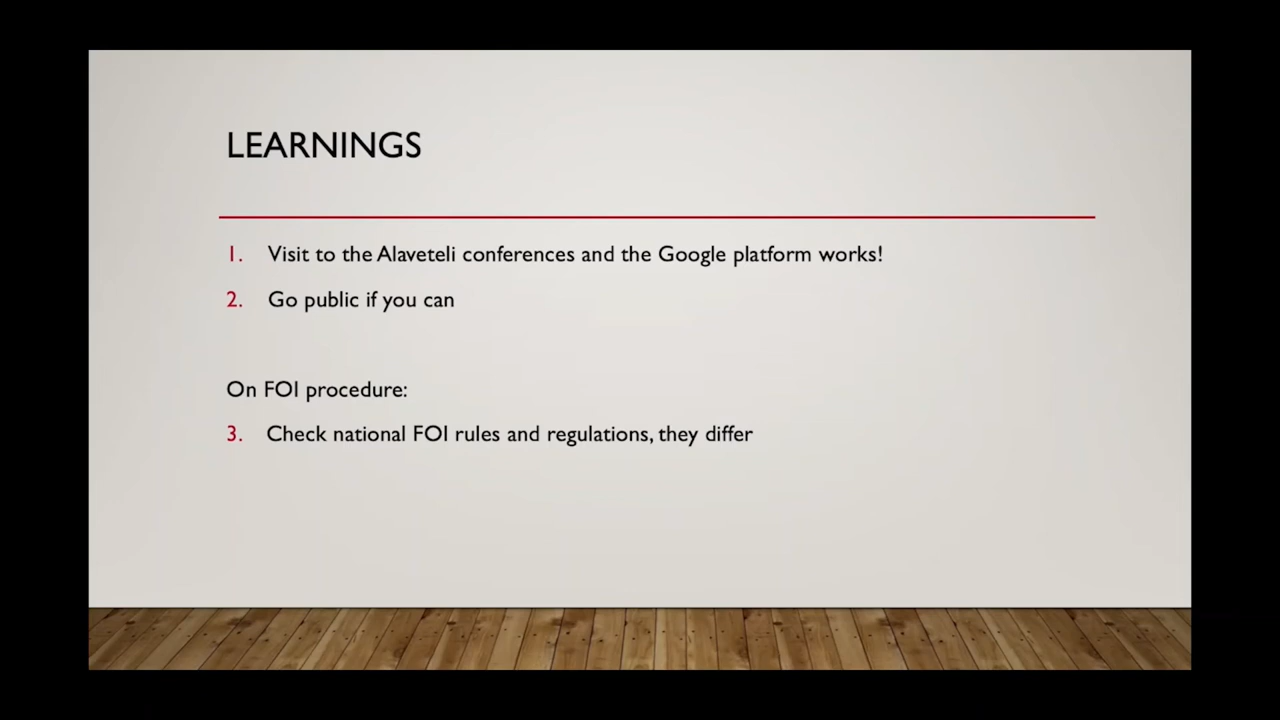 LEARNINGS
1. Visit to the Alaveteli conferences and the Google platform works!
2. Go public if you can
On FOI procedure:
3. Check national FOI rules and regulations, they differ